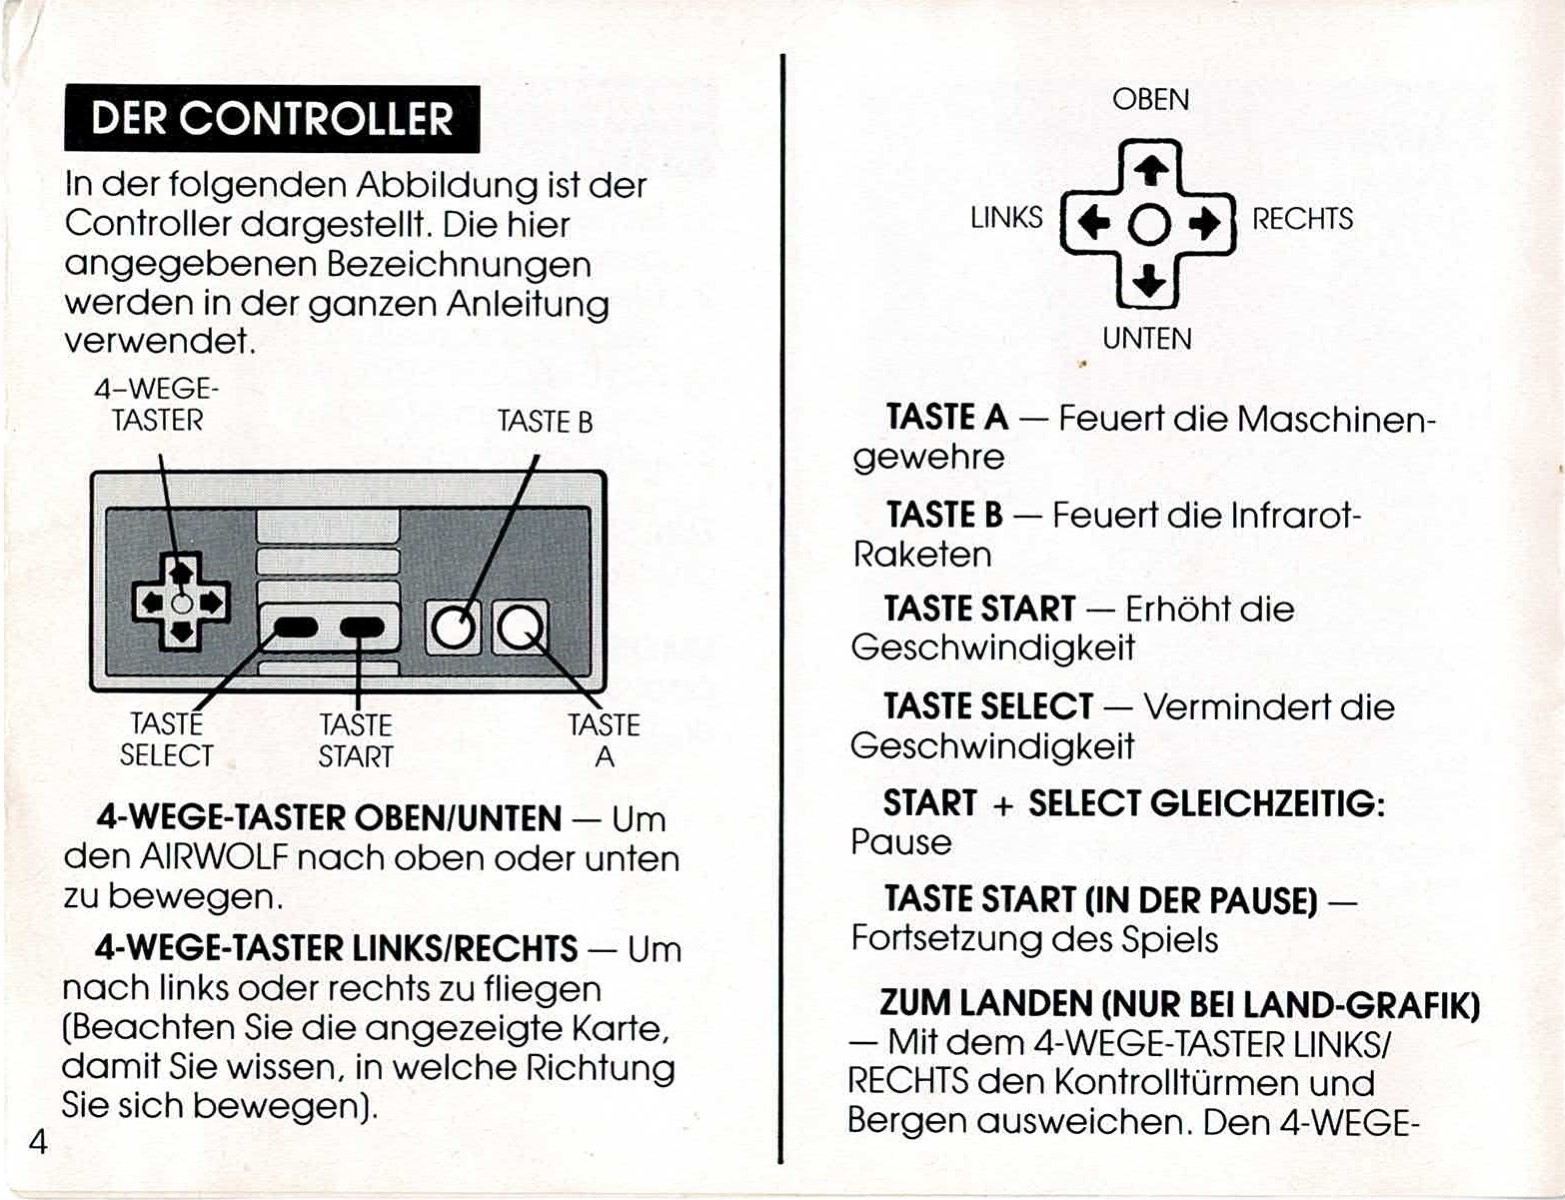 DER CONTROLLER
In der folgenden Abbildung ist der
Controller dargestellt. Die hier
angegebenen Bezeichnungen
werden in der ganzen Anleitung
verwendet.
4–WEGE-
TASTER
TASTE B
TASTE
SELECT
TASTE
START
TASTE
A
4-WEGE-TASTER OBEN/UNTEN — Um
den AIRWOLF nach oben oder unten
zu bewegen.
4-WEGE-TASTER LINKS/RECHTS — Um
nach links oder rechts zu fliegen
(Beachten Sie die angezeigte Karte,
damit Sie wissen, in welche Richtung
Sie sich bewegen).
4
OBEN
LINKS
RECHTS
UNTEN
TASTE A — Feuert die Maschinen-
gewehre
TASTE B — Feuert die Infrarot-
Raketen
TASTE START — Erhöht die
Geschwindigkeit
TASTE SELECT — Vermindert die
Geschwindigkeit
START + SELECT GLEICHZEITIG:
Pause
TASTE START (IN DER PAUSE) —
Fortsetzung des Spiels
ZUM LANDEN (NUR BEI LAND-GRAFIK)
— Mit dem 4-WEGE-TASTER LINKS/
RECHTS den Kontrolltürmen und
Bergen ausweichen. Den 4-WEGE-